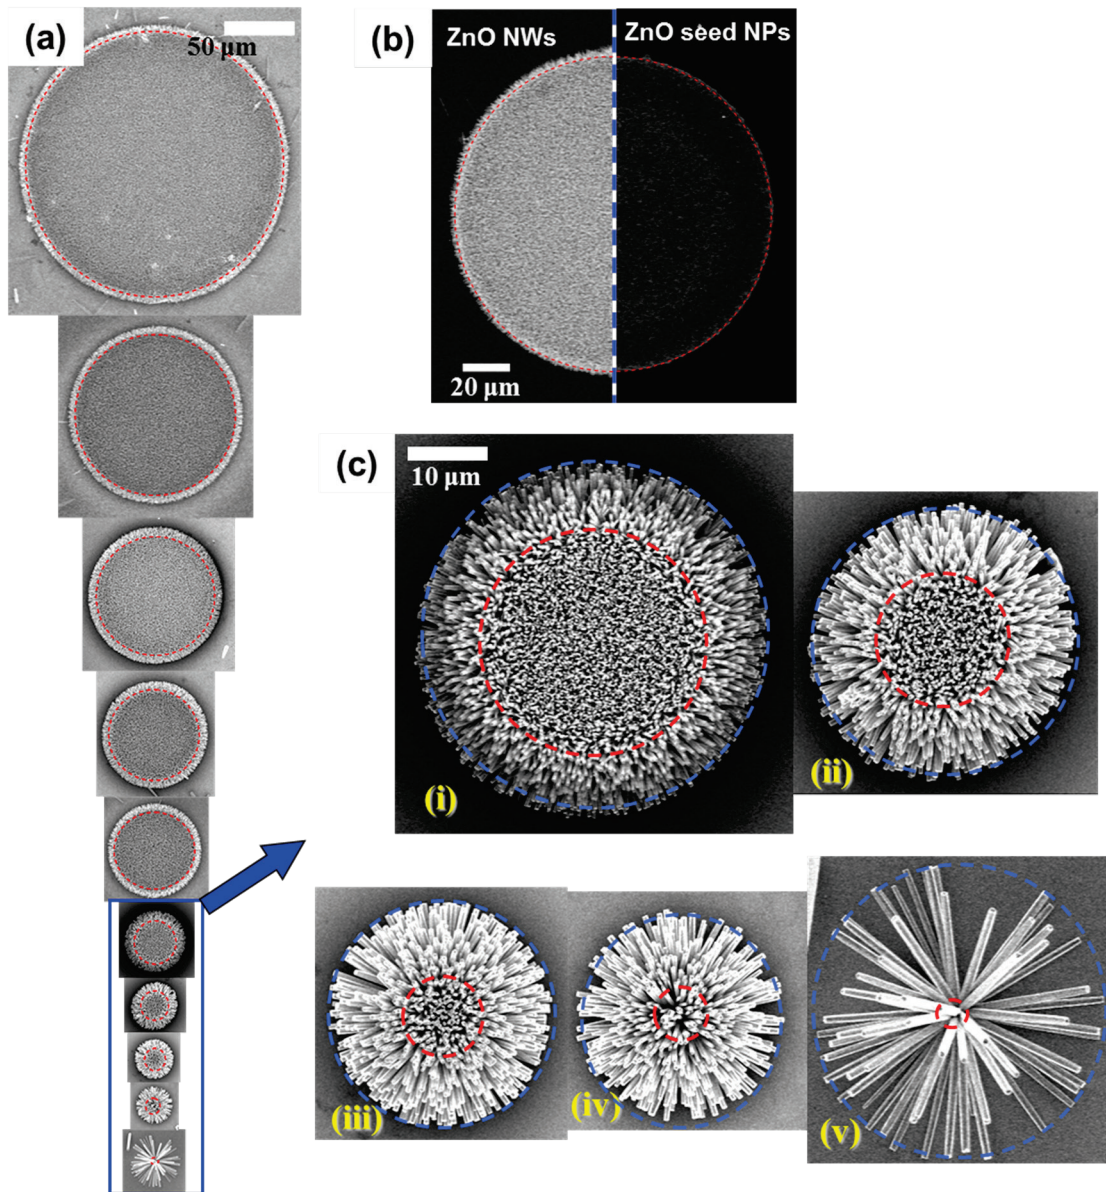 (a)
50 μm
(b)
ZnO NWs
ZnO seed NPs
20 μm
(c)
10 μm
(i)
(ii)
(iii)
(iv)
(v)